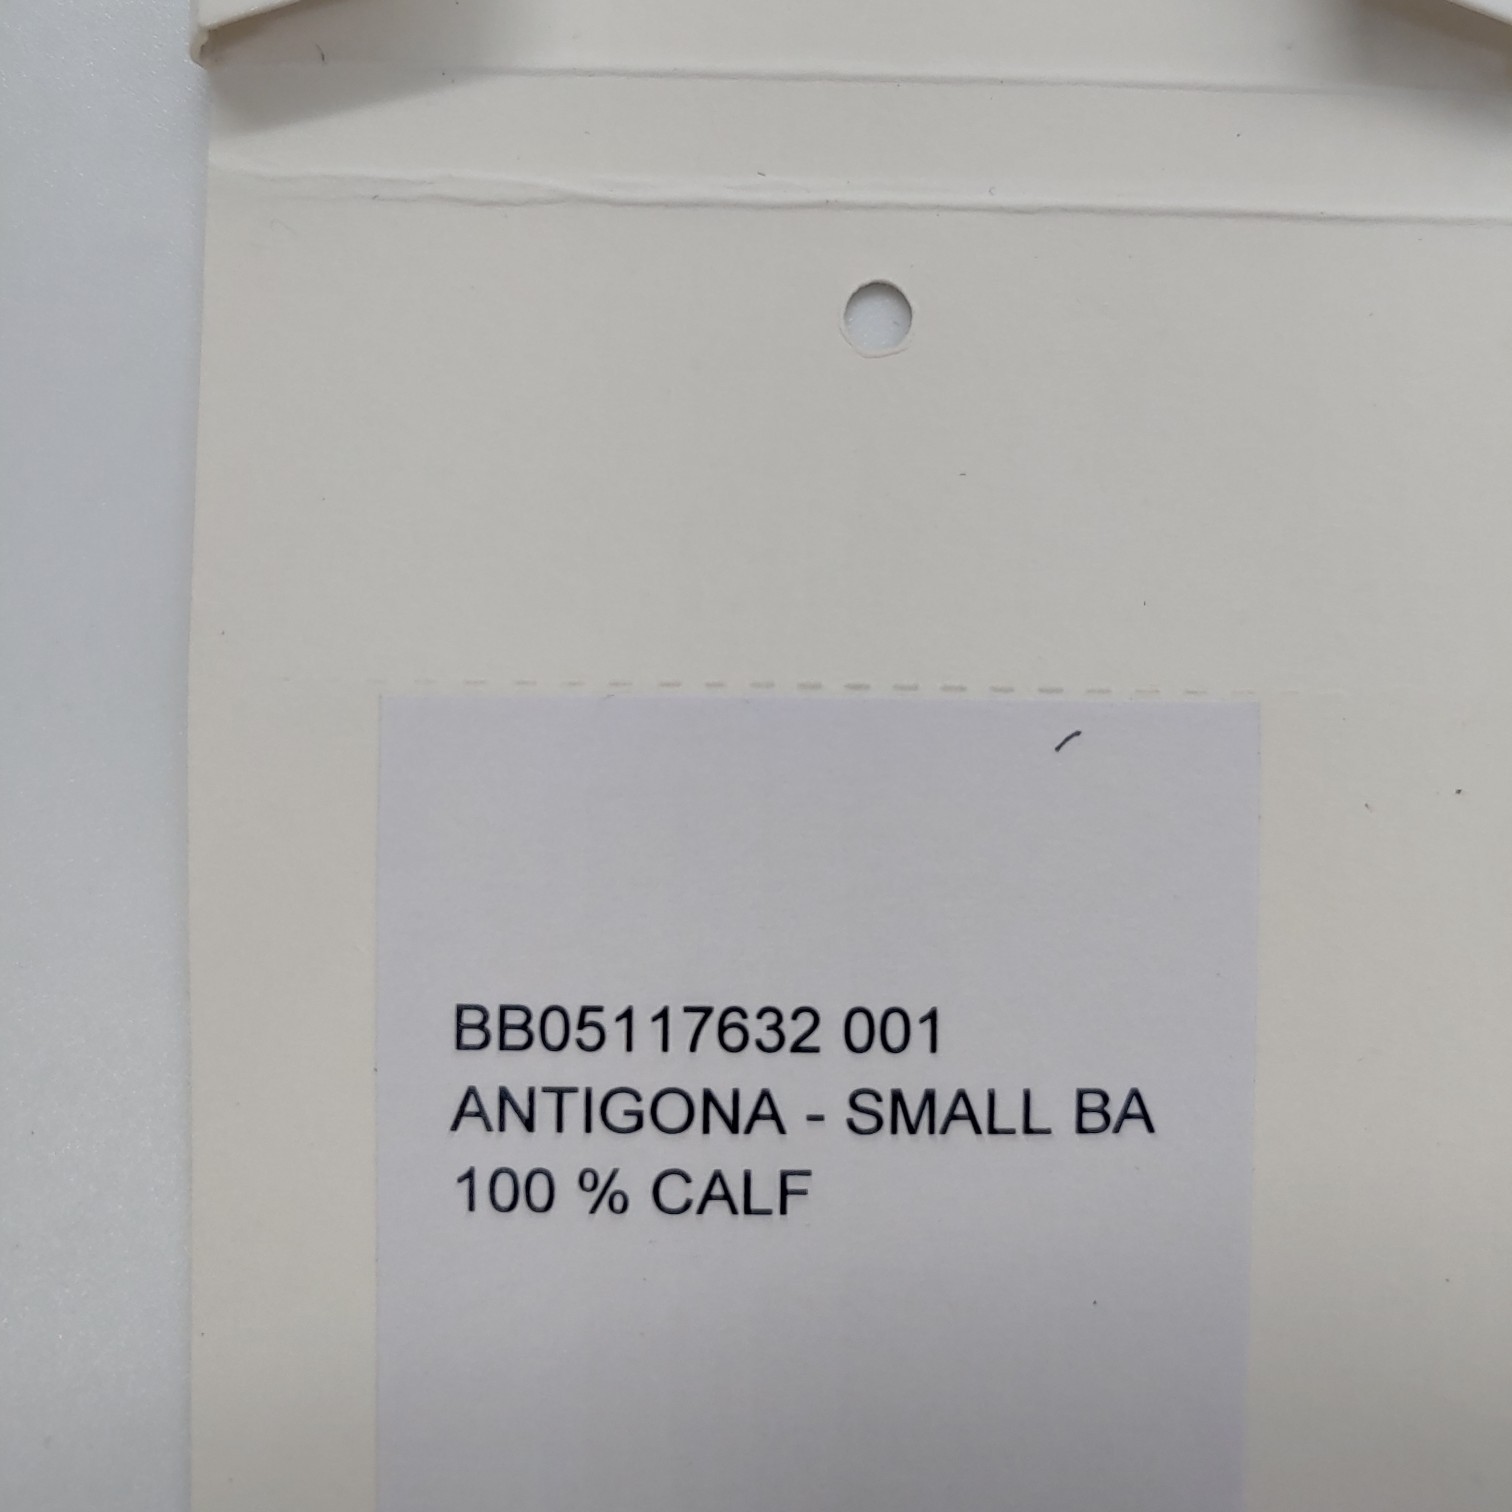 BB05117632 001
ANTIGONA - SMALL BA
100 % CALF